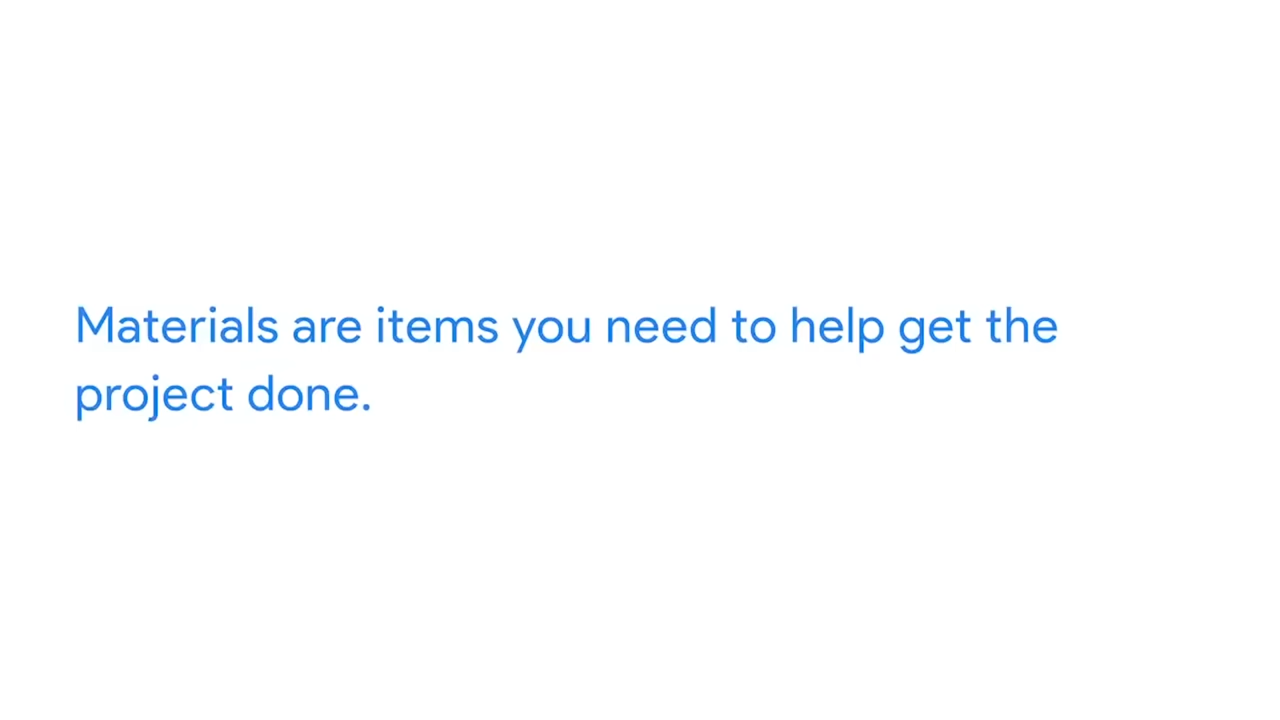 Materials are items you need to help get the
project done.